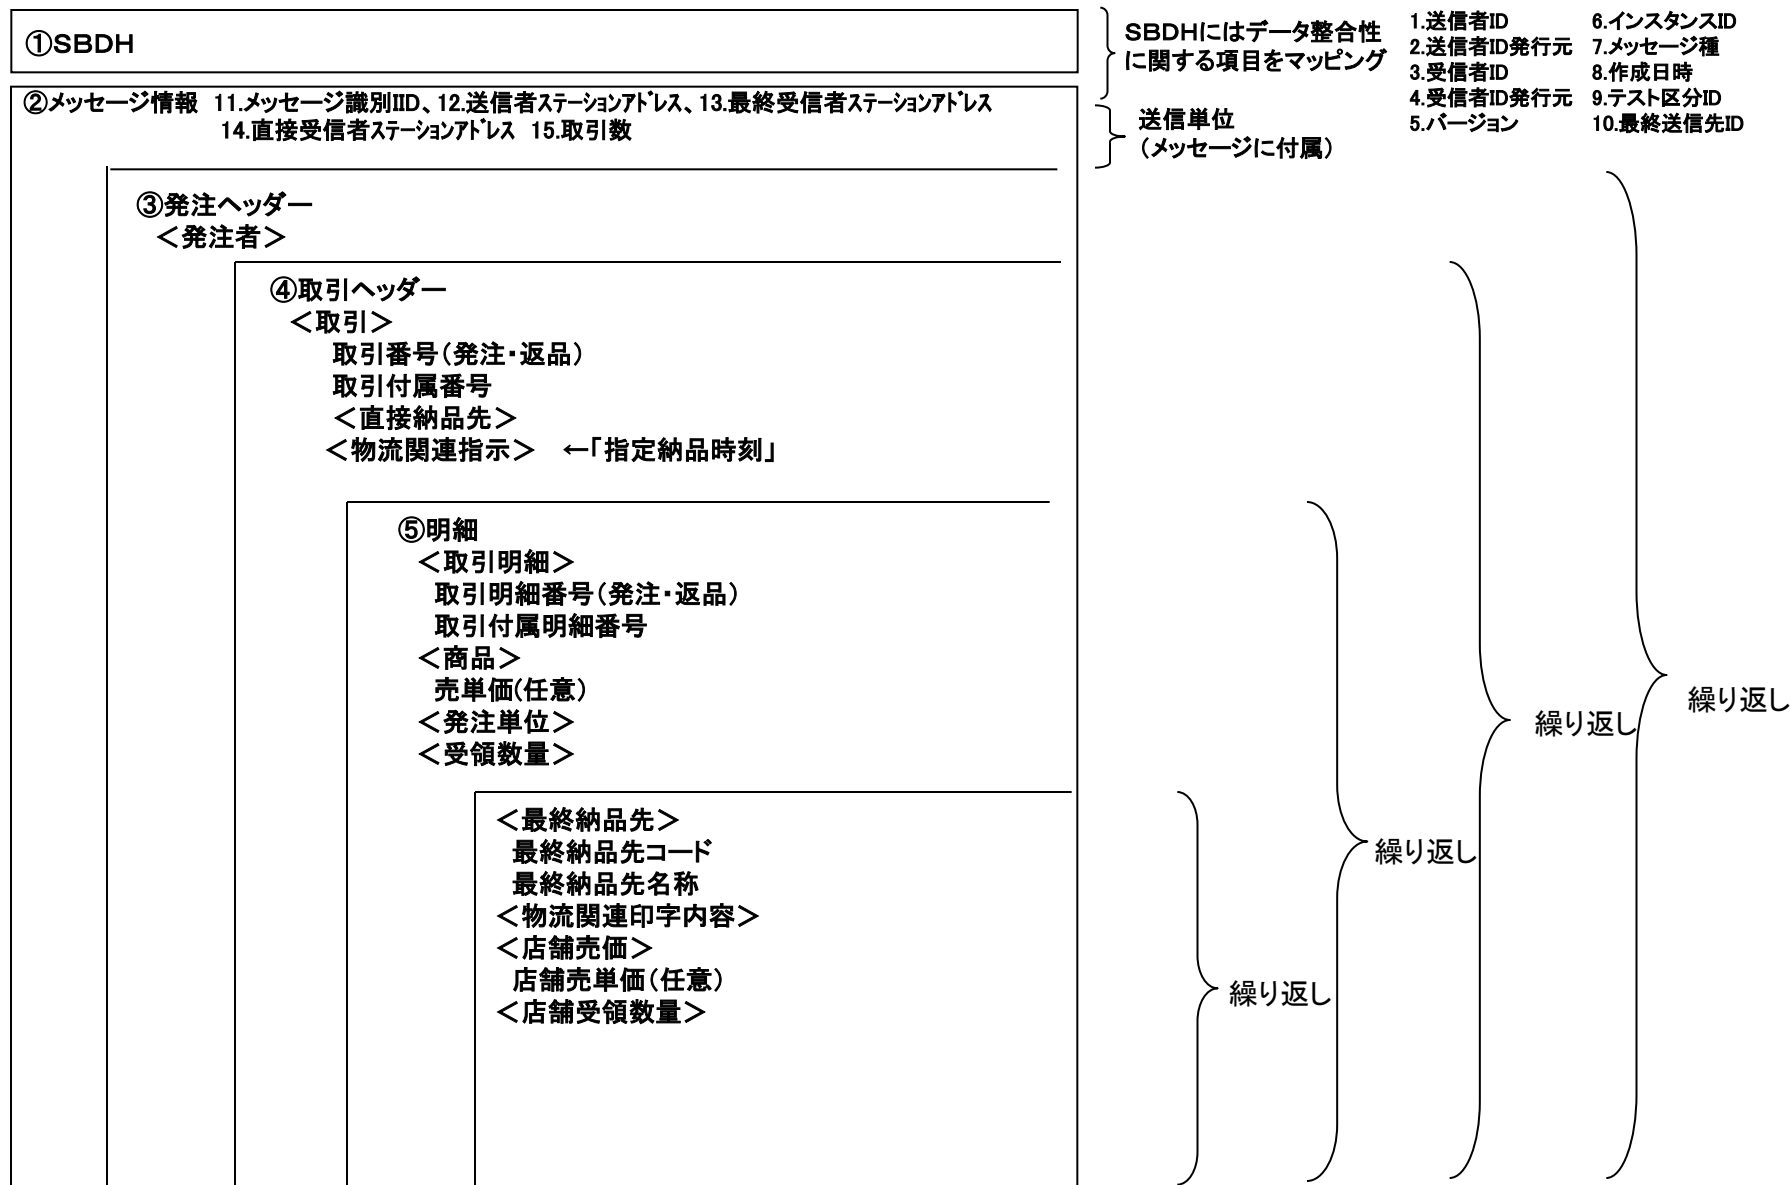 ①SBDH
SBDHにはデータ整合性
に関する項目をマッピング
1.送信者ID
2.送信者ID発行元
3.受信者ID
4.受信者ID発行元
5.バージョン
6.インスタンスID
7.メッセージ種
8.作成日時
9.テスト区分ID
10.最終送信先ID
②メッセージ情報 11.メッセージ識別IID、12.送信者ステーションアドレス、13.最終受信者ステーションアドレス
14.直接受信者ステーションアドレス 15.取引数
送信単位
（メッセージに付属）
③発注ヘッダー
＜発注者＞
④取引ヘッダー
＜取引＞
取引番号（発注・返品）
取引付属番号
＜直接納品先＞
＜物流関連指示＞ ←「指定納品時刻」
⑤明細
＜取引明細＞
取引明細番号（発注・返品）
取引付属明細番号
＜商品＞
売単価(任意）
＜発注単位＞
＜受領数量＞
＜最終納品先＞
最終納品先コード
最終納品先名称
＜物流関連印字内容＞
＜店舗売価＞
店舗売単価（任意）
＜店舗受領数量＞
繰り返し
繰り返し
繰り返し
繰り返し